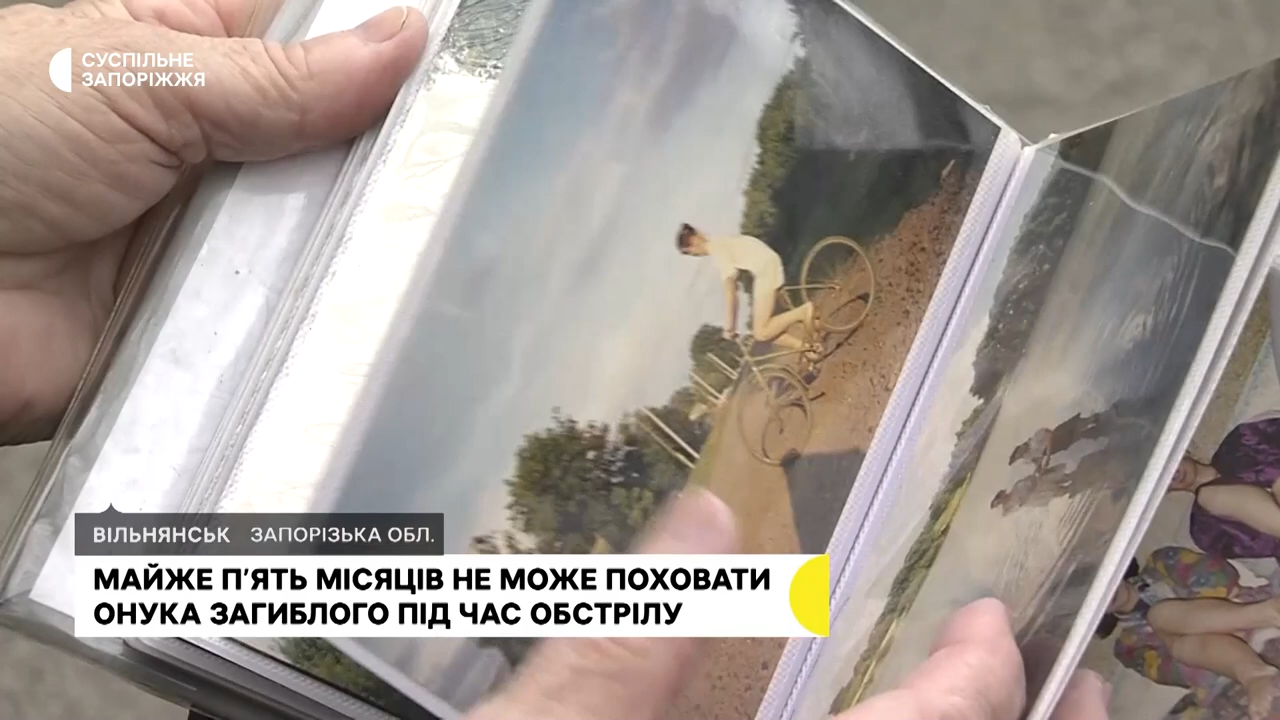 СУСПІЛЬНЕ
ЗАПОРІЖЖЯ
ВІЛЬНЯНСЬК ЗАПОРІЗЬКА ОБЛ.
МАЙЖЕ П’ЯТЬ МІСЯЦІВ НЕ МОЖЕ ПОХОВАТИ
ОНУКА ЗАГИБЛОГО ПІД ЧАС ОБСТРІЛУ